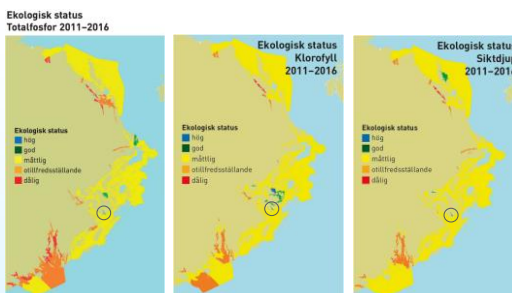 Ekologisk status
Totalfosfor 2011–2016
Ekologisk status
hög
god
måttlig
otillfredsställande
dålig
Ekologisk status
Klorofyll
2011–2016
Ekologisk status
hög
god
måttlig
otillfredsställande
dålig
Ekologisk status
Siktdjup
2011–2016
Ekologisk status
hög
god
måttlig
otillfredsställande
dålig